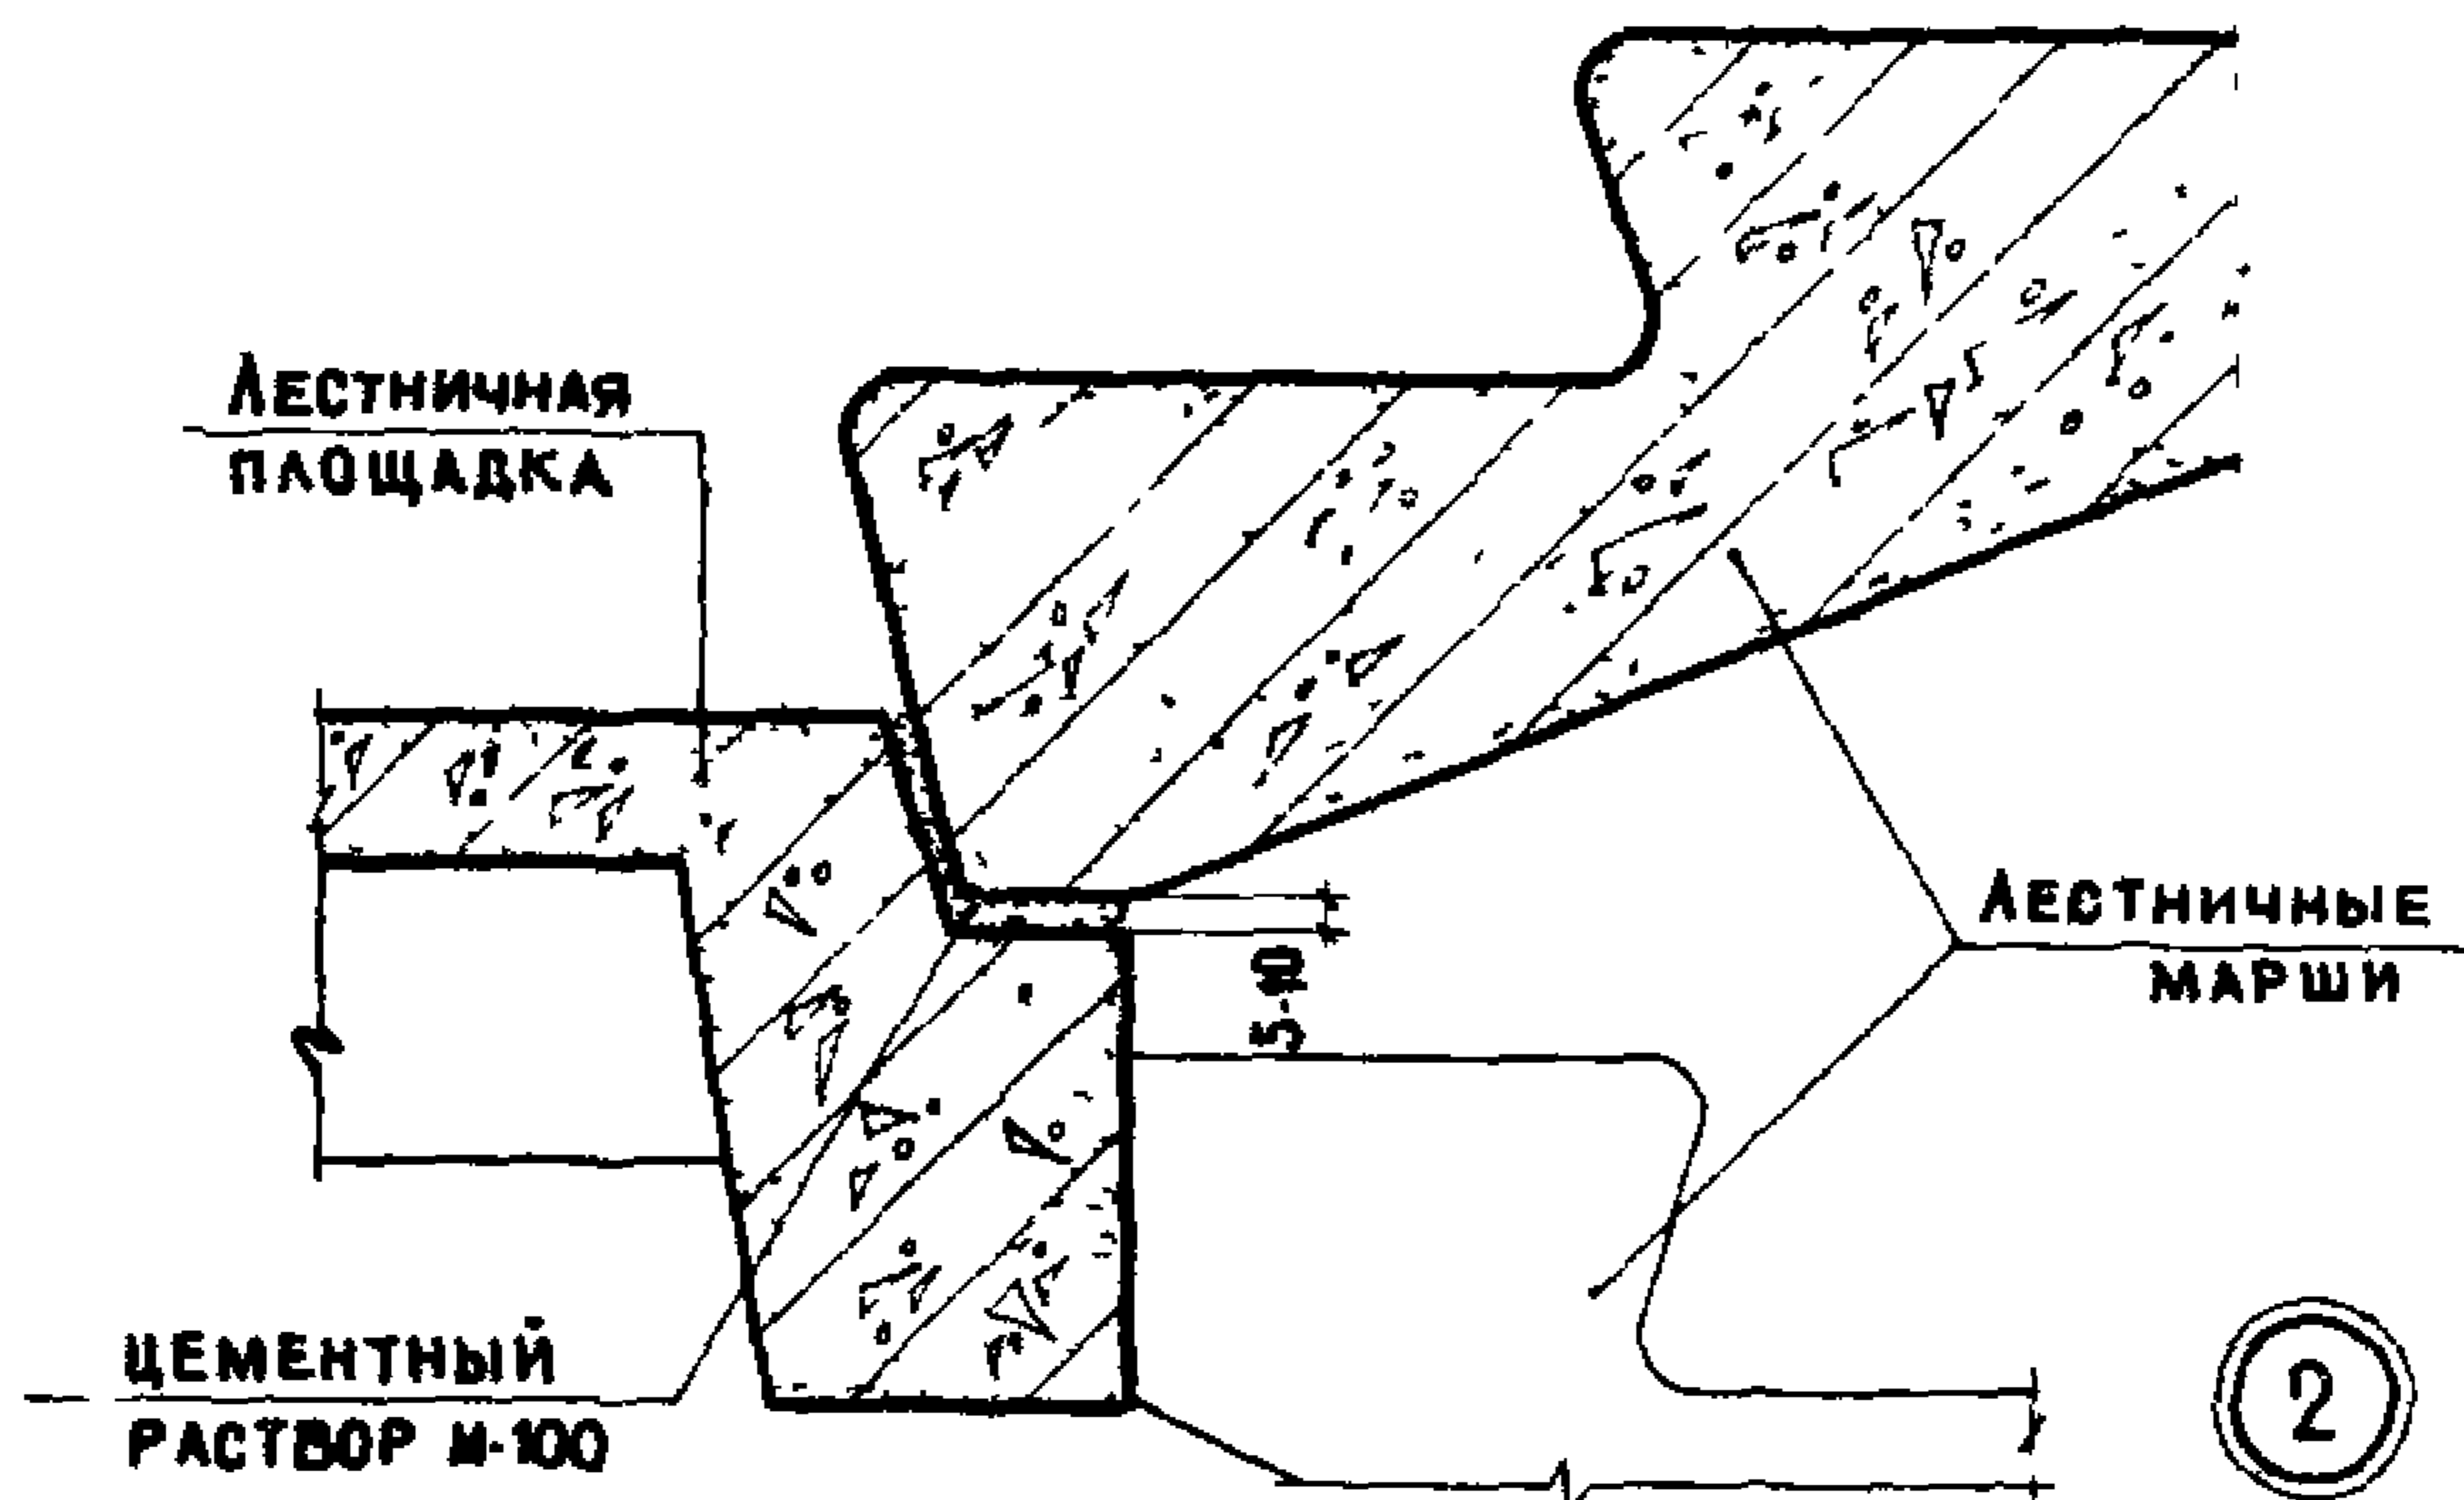 Лестничная
площадка
5-10
Лестничные
марши
цементный
раствор М-100
2